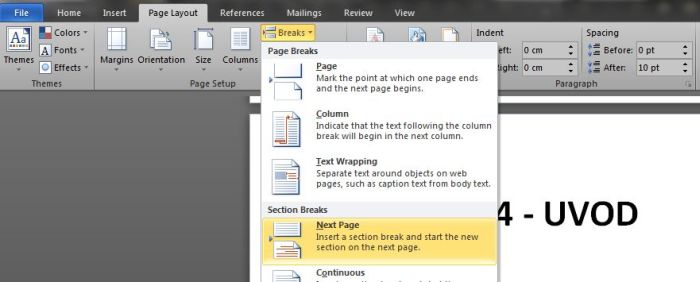 File Home Insert Page Layout References Mailings Review View
Colors Breaks Indent Spacing
Aa Fonts Left: 0 cm Before: 0 pt
Themes Effects Margins Orientation Size Columns Right: 0 cm After: 10 pt
Themes Page Setup Paragraph
Page Breaks
Page
Mark the point at which one page ends
and the next page begins.
Column
Indicate that the text following the column
break will begin in the next column.
Text Wrapping
Separate text around objects on web
pages, such as caption text from body text.
Section Breaks
Next Page
Insert a section break and start the new
section on the next page.
4 - UVOD
Continuous